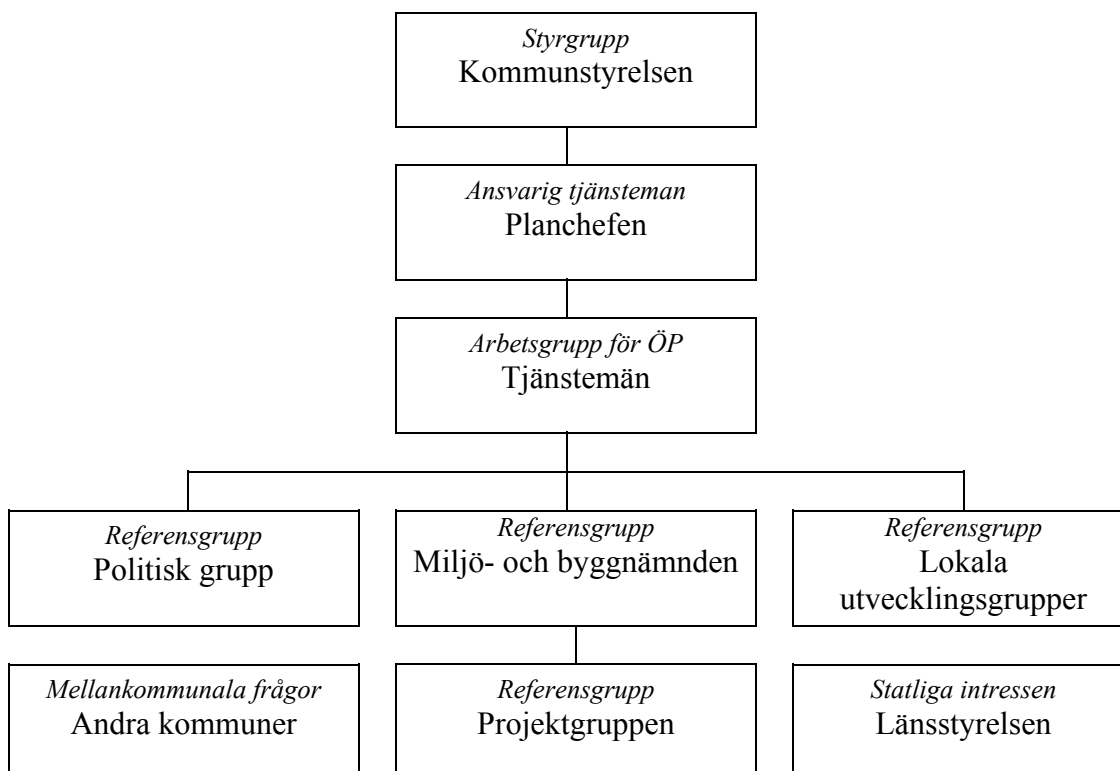 Styrgrupp
Kommunstyrelsen
Ansvarig tjänsteman
Planchefen
Arbetsgrupp för ÖP
Tjänstemän
Referensgrupp
Politisk grupp
Referensgrupp
Miljö- och byggnämnden
Referensgrupp
Lokala
utvecklingsgrupper
Mellankommunala frågor
Andra kommuner
Referensgrupp
Projektgruppen
Statliga intressen
Länsstyrelsen